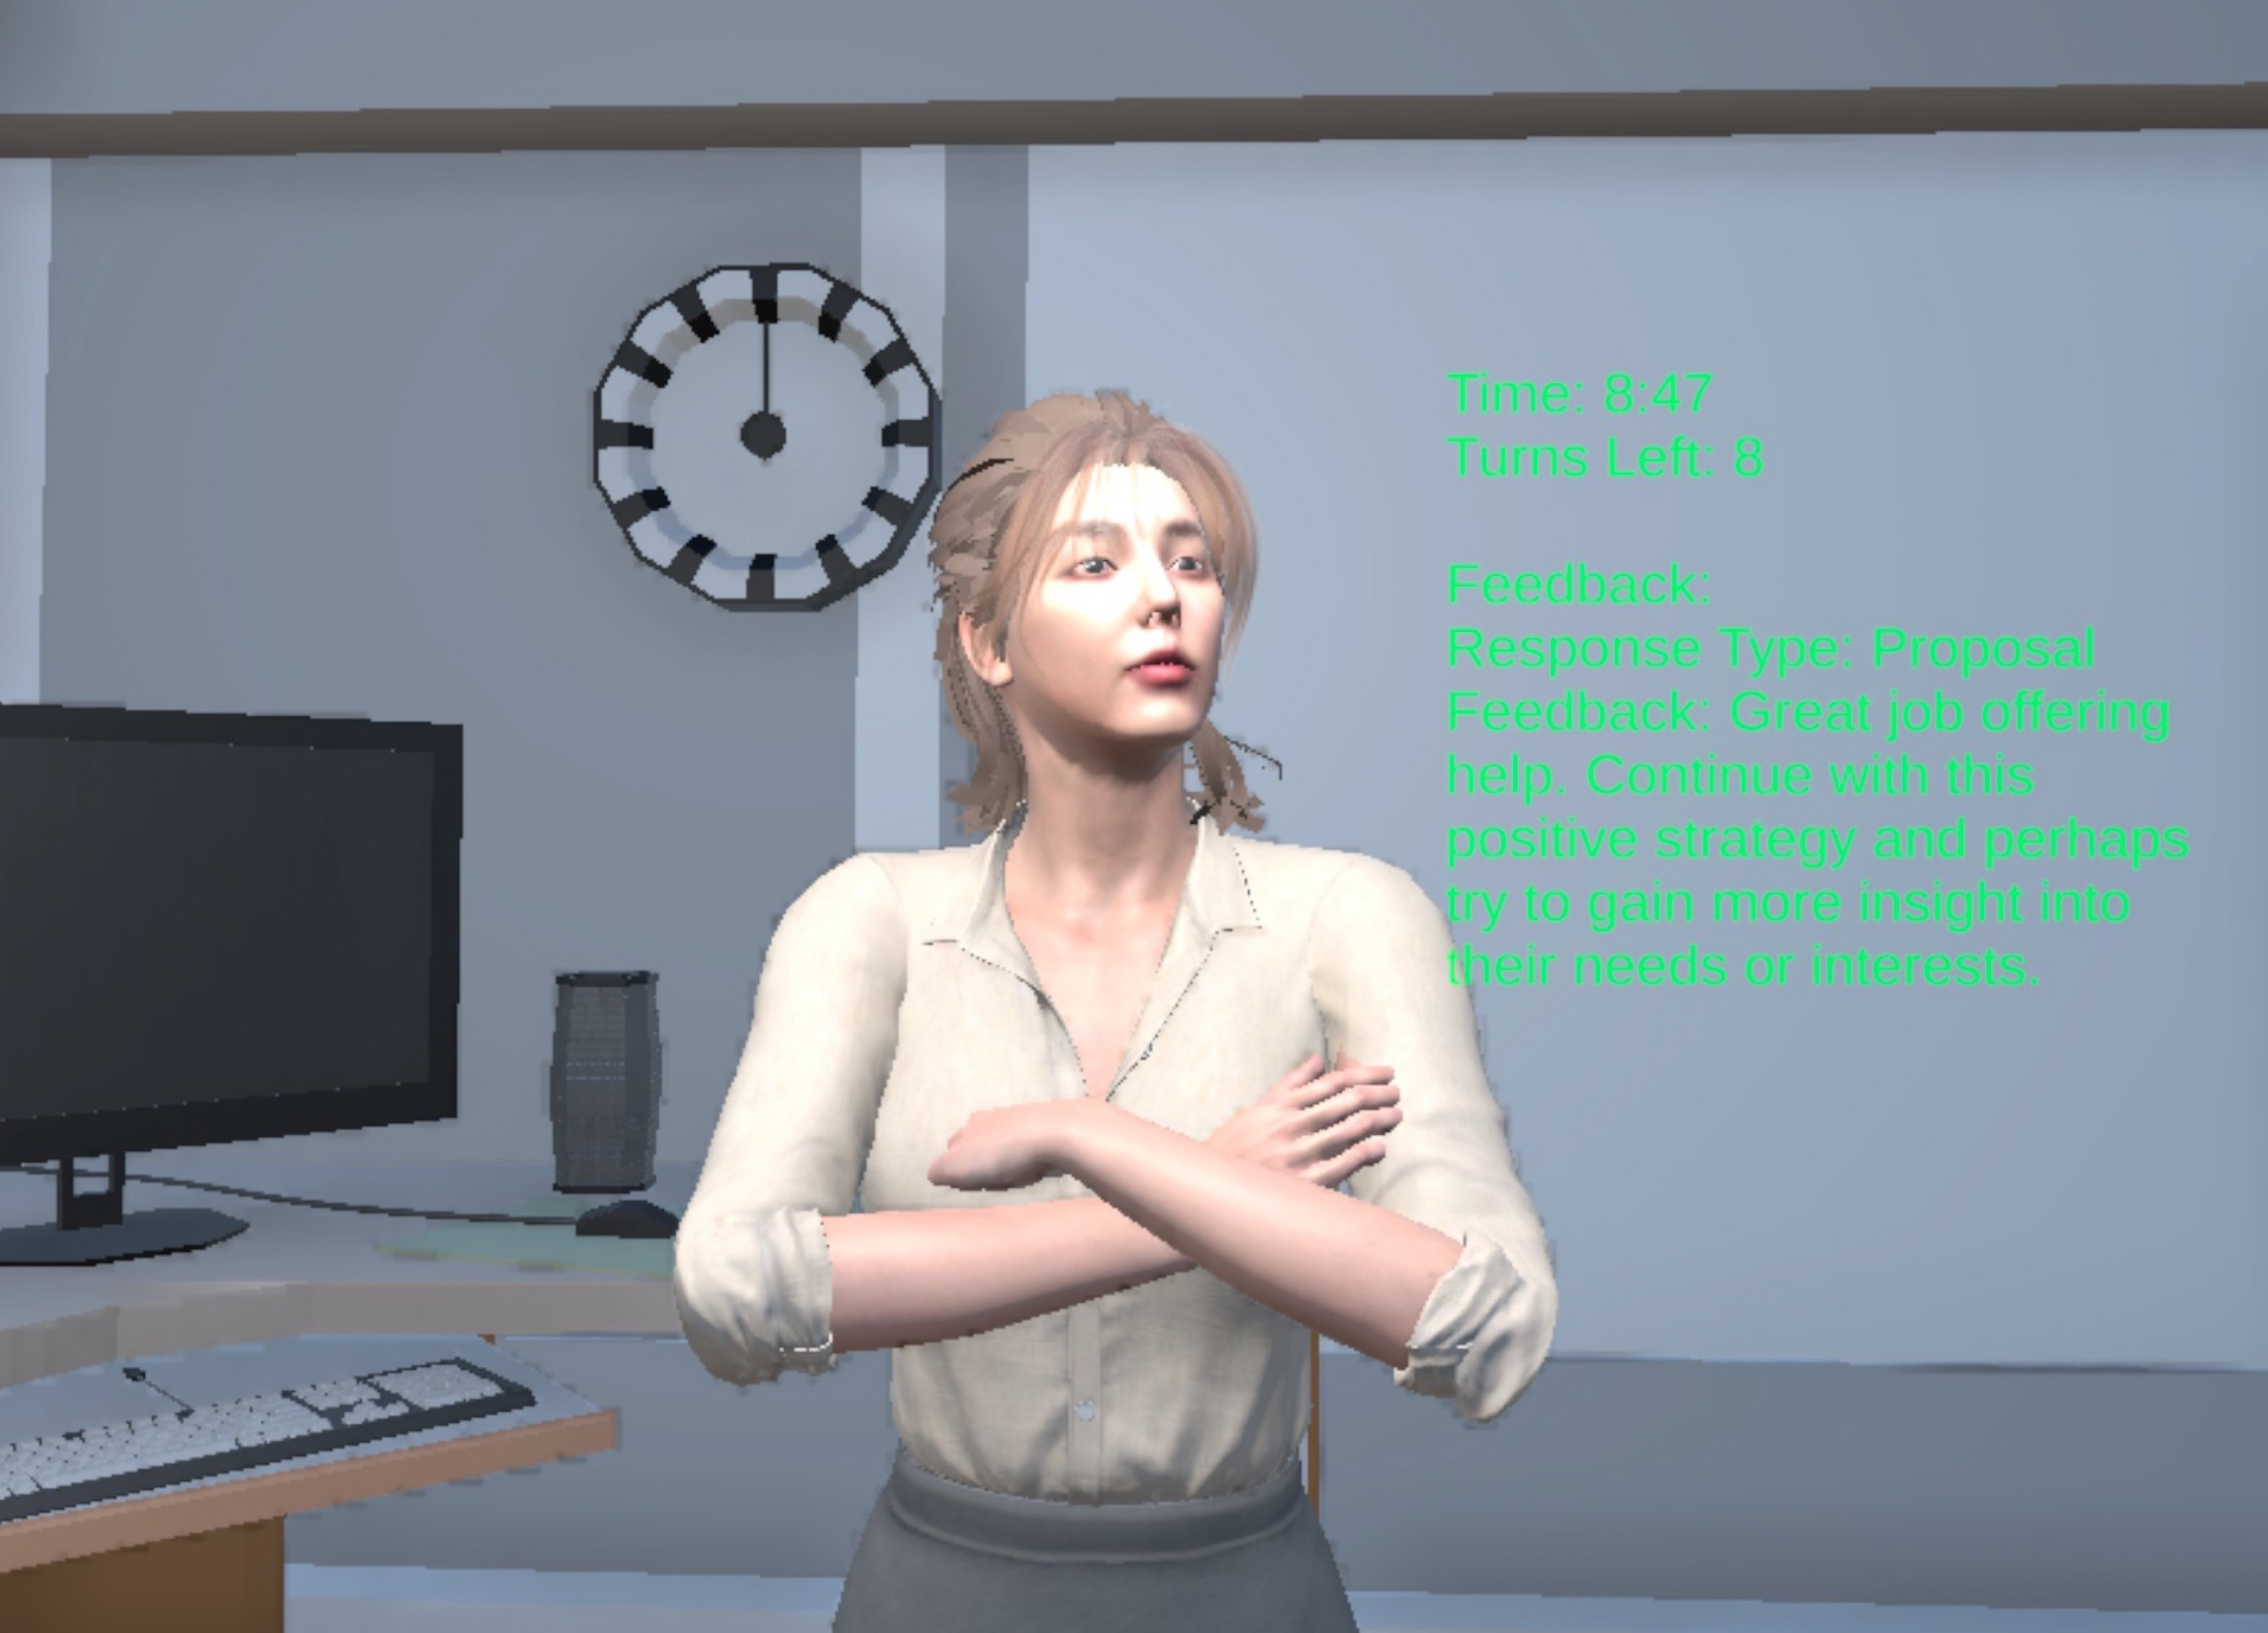 Time: 8:47
Turns Left: 8
Feedback:
Response Type: Proposal
Feedback: Great job offering
help. Continue with this
positive strategy and perhaps
try to gain more insight into
their needs or interests.